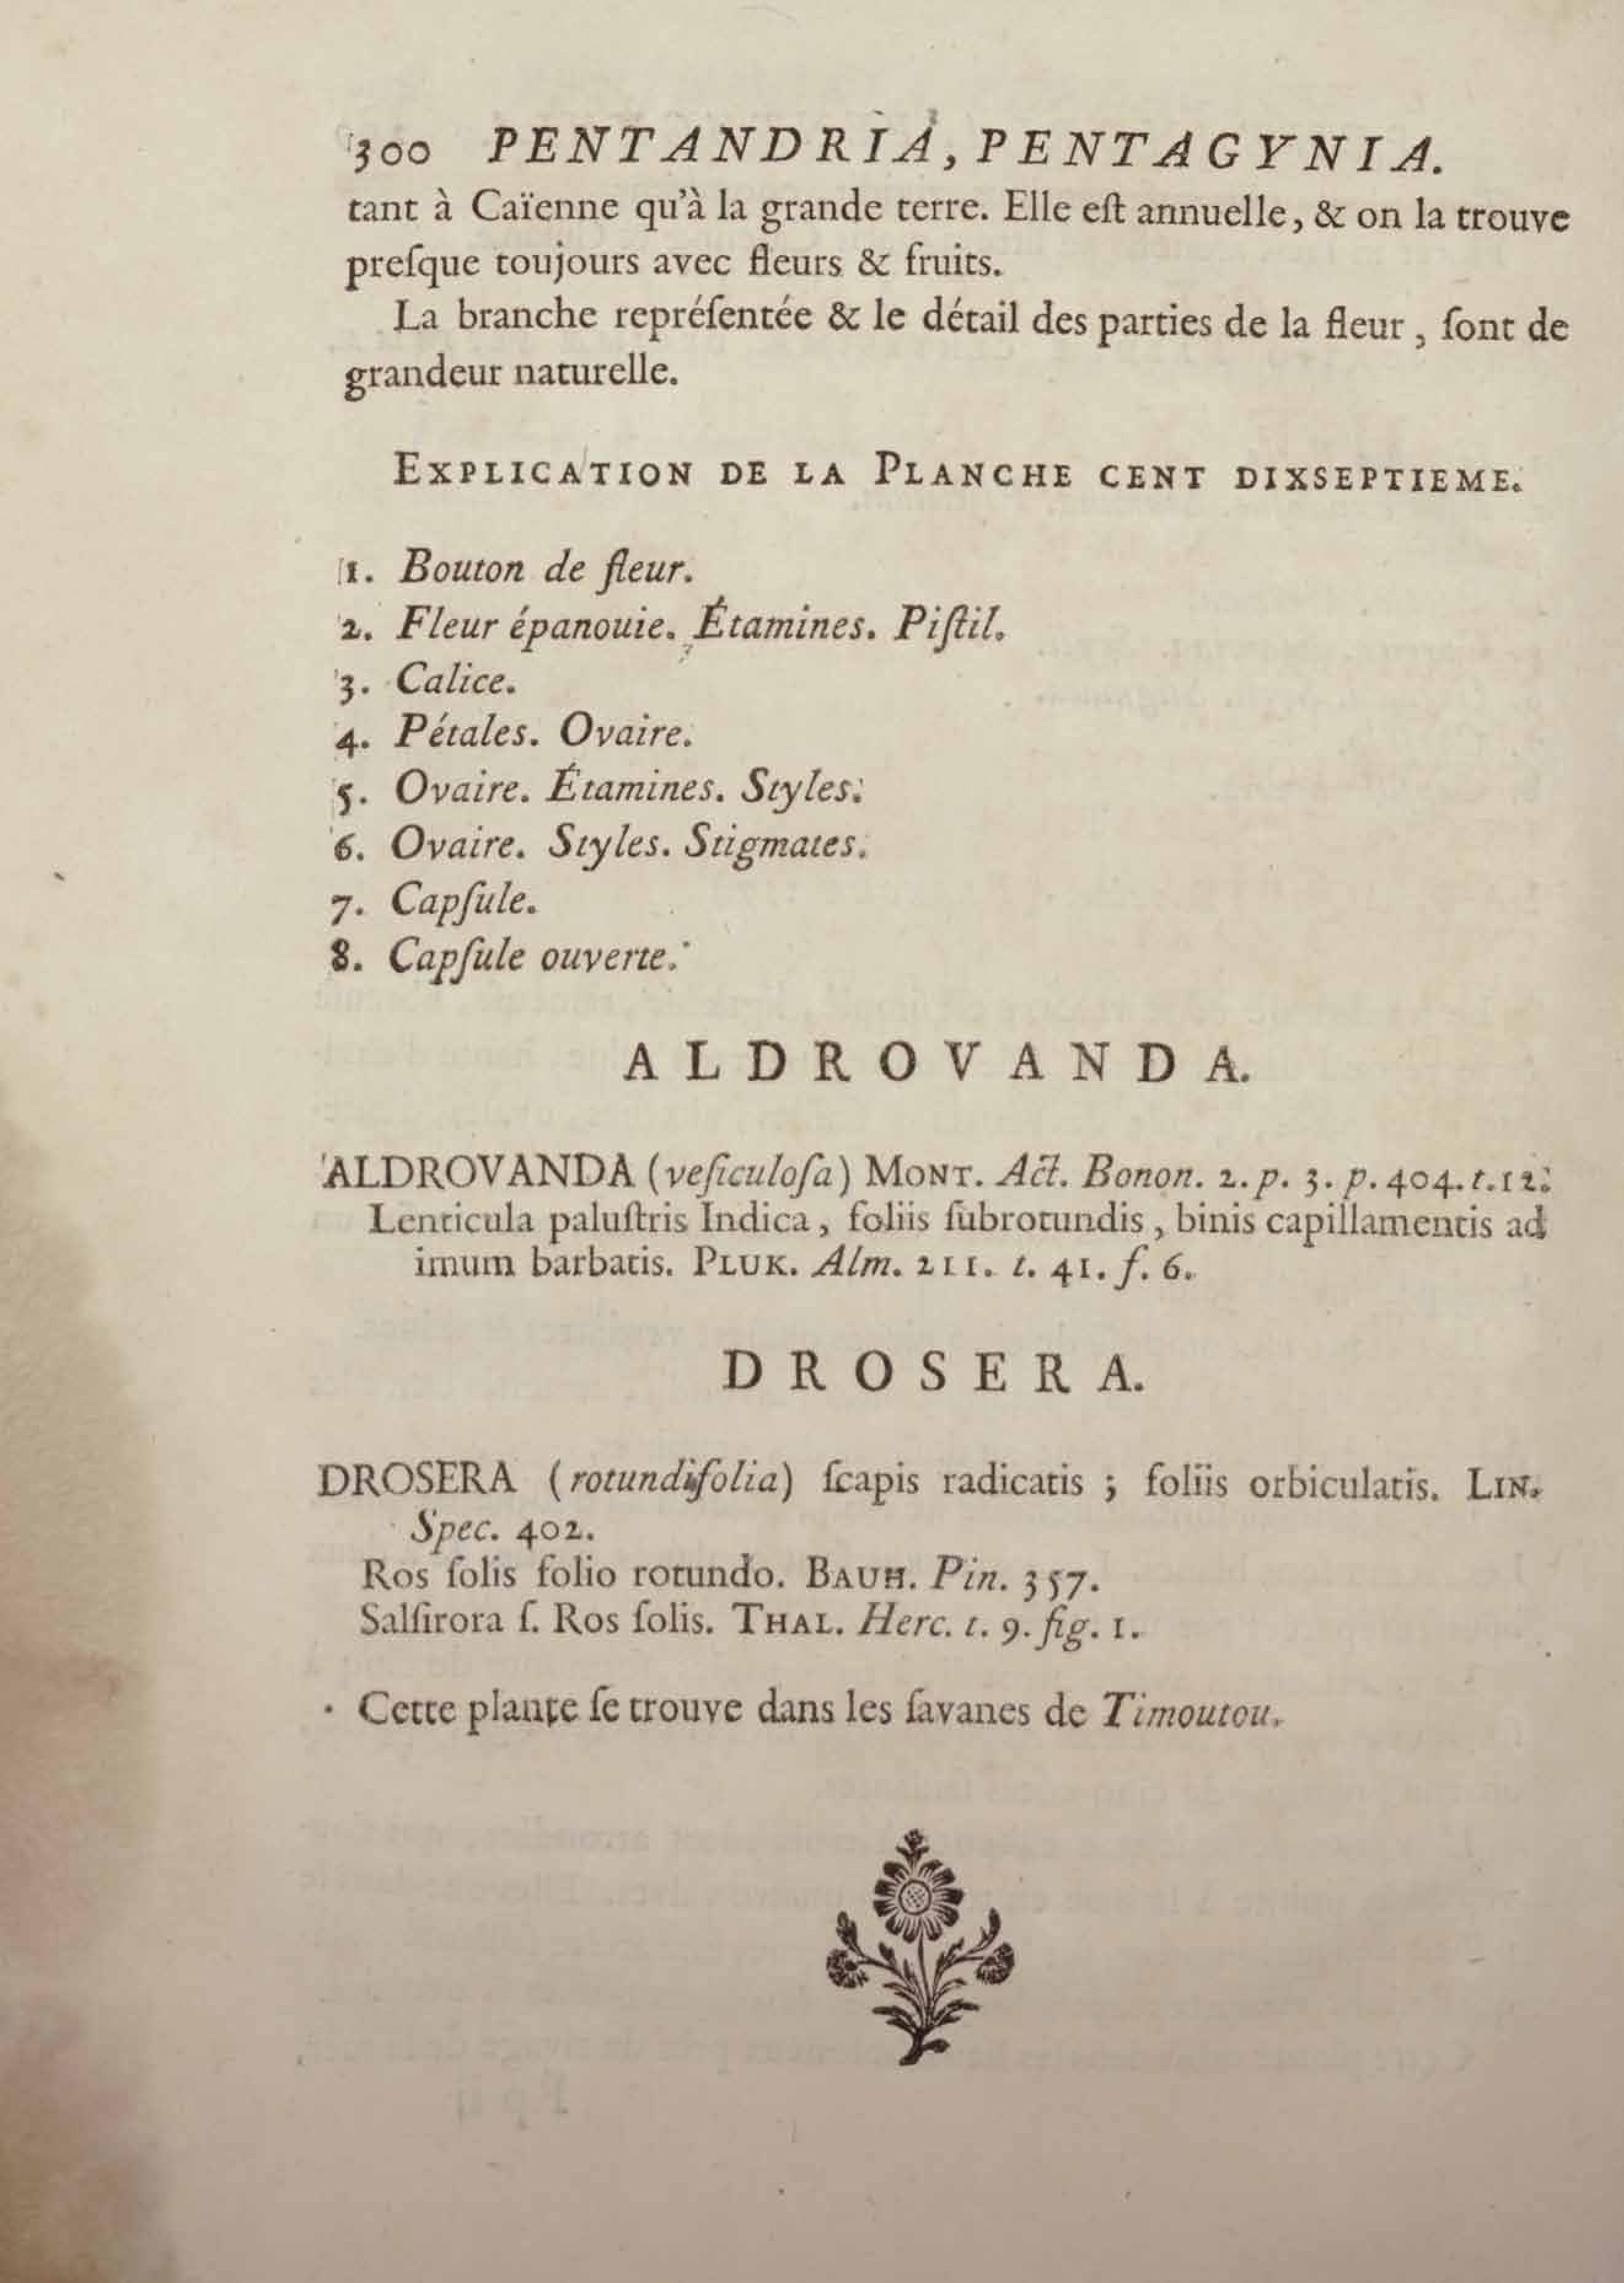 300 PENTANDRIA, PENTAGYNIA.
tant à Caïenne qu'à la grande terre. Elle eſt annuelle, & on la trouve
preſque toujours avec fleurs & fruits.
La branche repréſentée & le détail des parties de la fleur, ſont de
grandeur naturelle.
EXPLICATION DE LA PLANCHE CENT DIXSEPTIEME.
1. Bouton de fleur.
2. Fleur épanouie. Étamines. Piſtil.
3. Calice.
4. Pétales. Ovaire.
5. Ovaire. Étamines. Styles.
6. Ovaire. Styles. Stigmates.
7. Capſule.
8. Capſule ouverte.
ALDROVANDA.
ALDROVANDA (veſiculoſa) MONT. Act. Bonon. 2. p. 3. p. 404. t. 12.
Lenticula paluſtris Indica, foliis ſubrotundis, binis capillamentis ad
imum barbatis. PLUK. Alm. 211. t. 41. f. 6.
DROSERA.
DROSERA (rotundifolia) ſcapis radicatis ; foliis orbiculatis. LIN.
Spec. 402.
Ros ſolis folio rotundo. BAUH. Pin. 357.
Salſirora ſ. Ros ſolis. THAL. Herc. t. 9. fig. 1.
Cette plante ſe trouve dans les ſavanes de Timoutou.